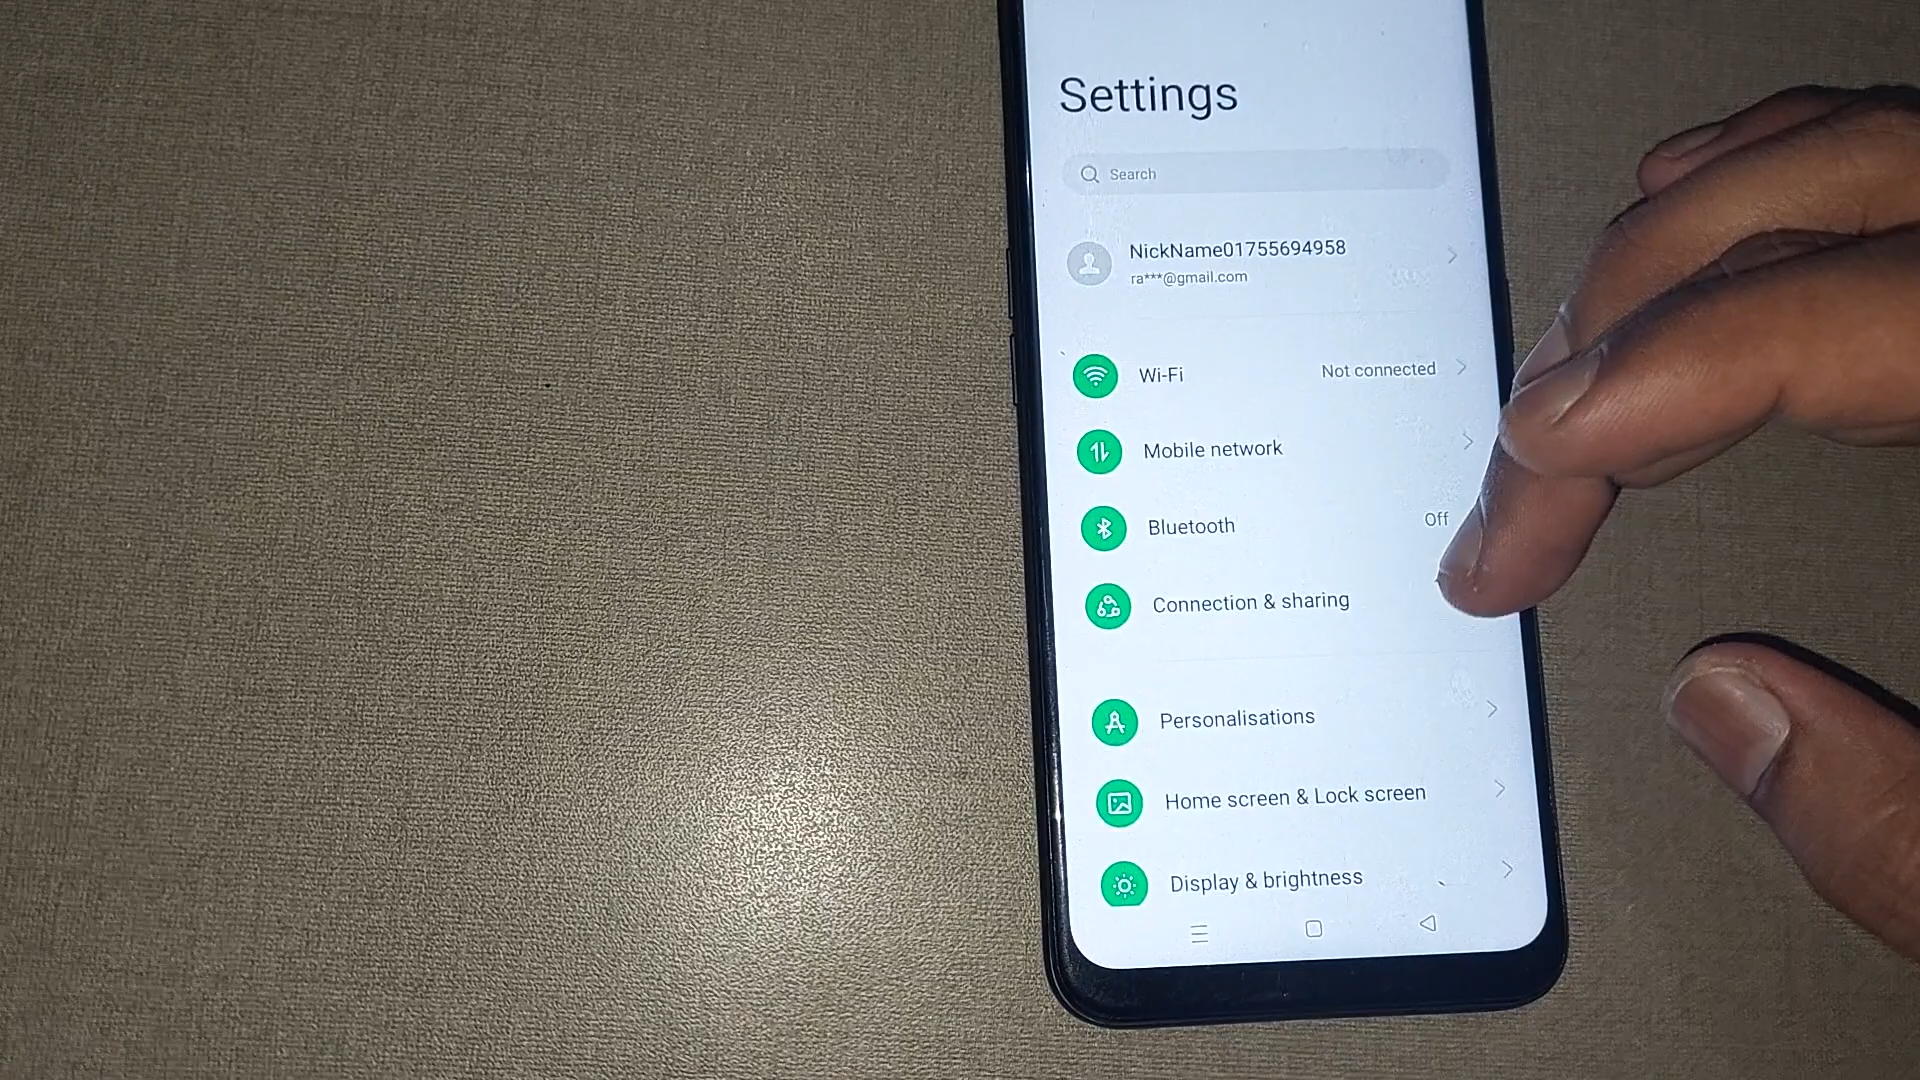 Settings
Search
NickName01755694958
ra***@gmail.com
Wi-Fi Not connected
Mobile network
Bluetooth Off
Connection & sharing
Personalisations
Home screen & Lock screen
Display & brightness